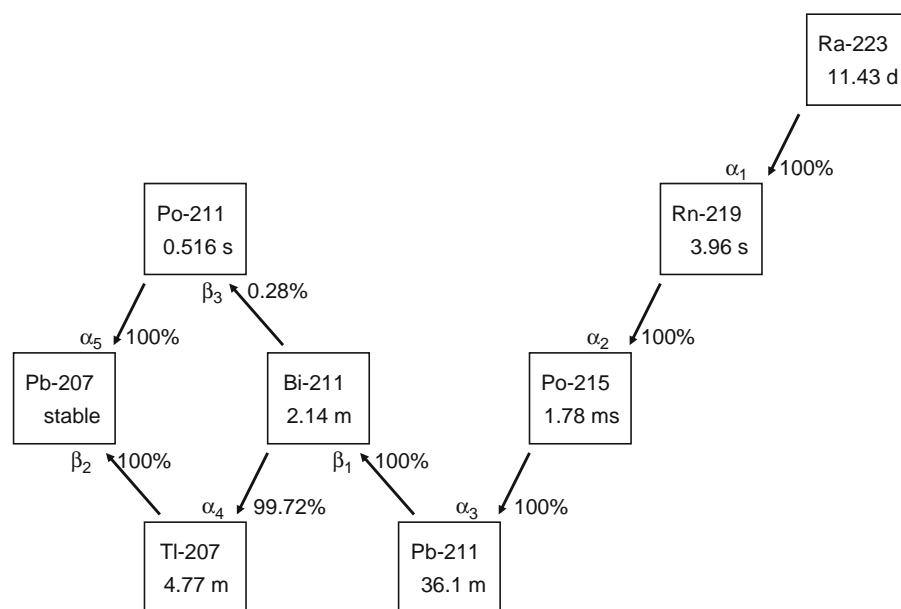 Ra-223
11.43 d
α1 100%
Rn-219
3.96 s
Po-211
0.516 s
β3 0.28%
α5 100%
α2 100%
Pb-207
stable
Bi-211
2.14 m
Po-215
1.78 ms
β2 100%
β1 100%
α4 99.72%
α3 100%
Tl-207
4.77 m
Pb-211
36.1 m